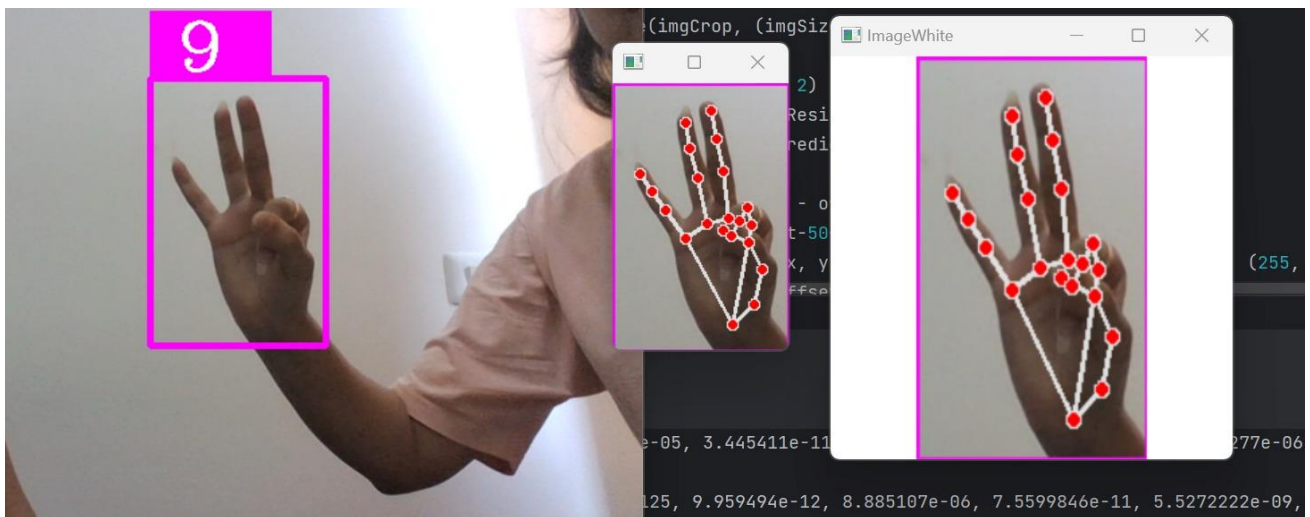 9
(imgCrop, (imgSiz
ImageWhite
2)
Resi
redi
- o
t-50
x, y
(255,
ffse
e-05, 3.445411e-11
277e-06
125, 9.959494e-12, 8.885107e-06, 7.5599846e-11, 5.5272222e-09,